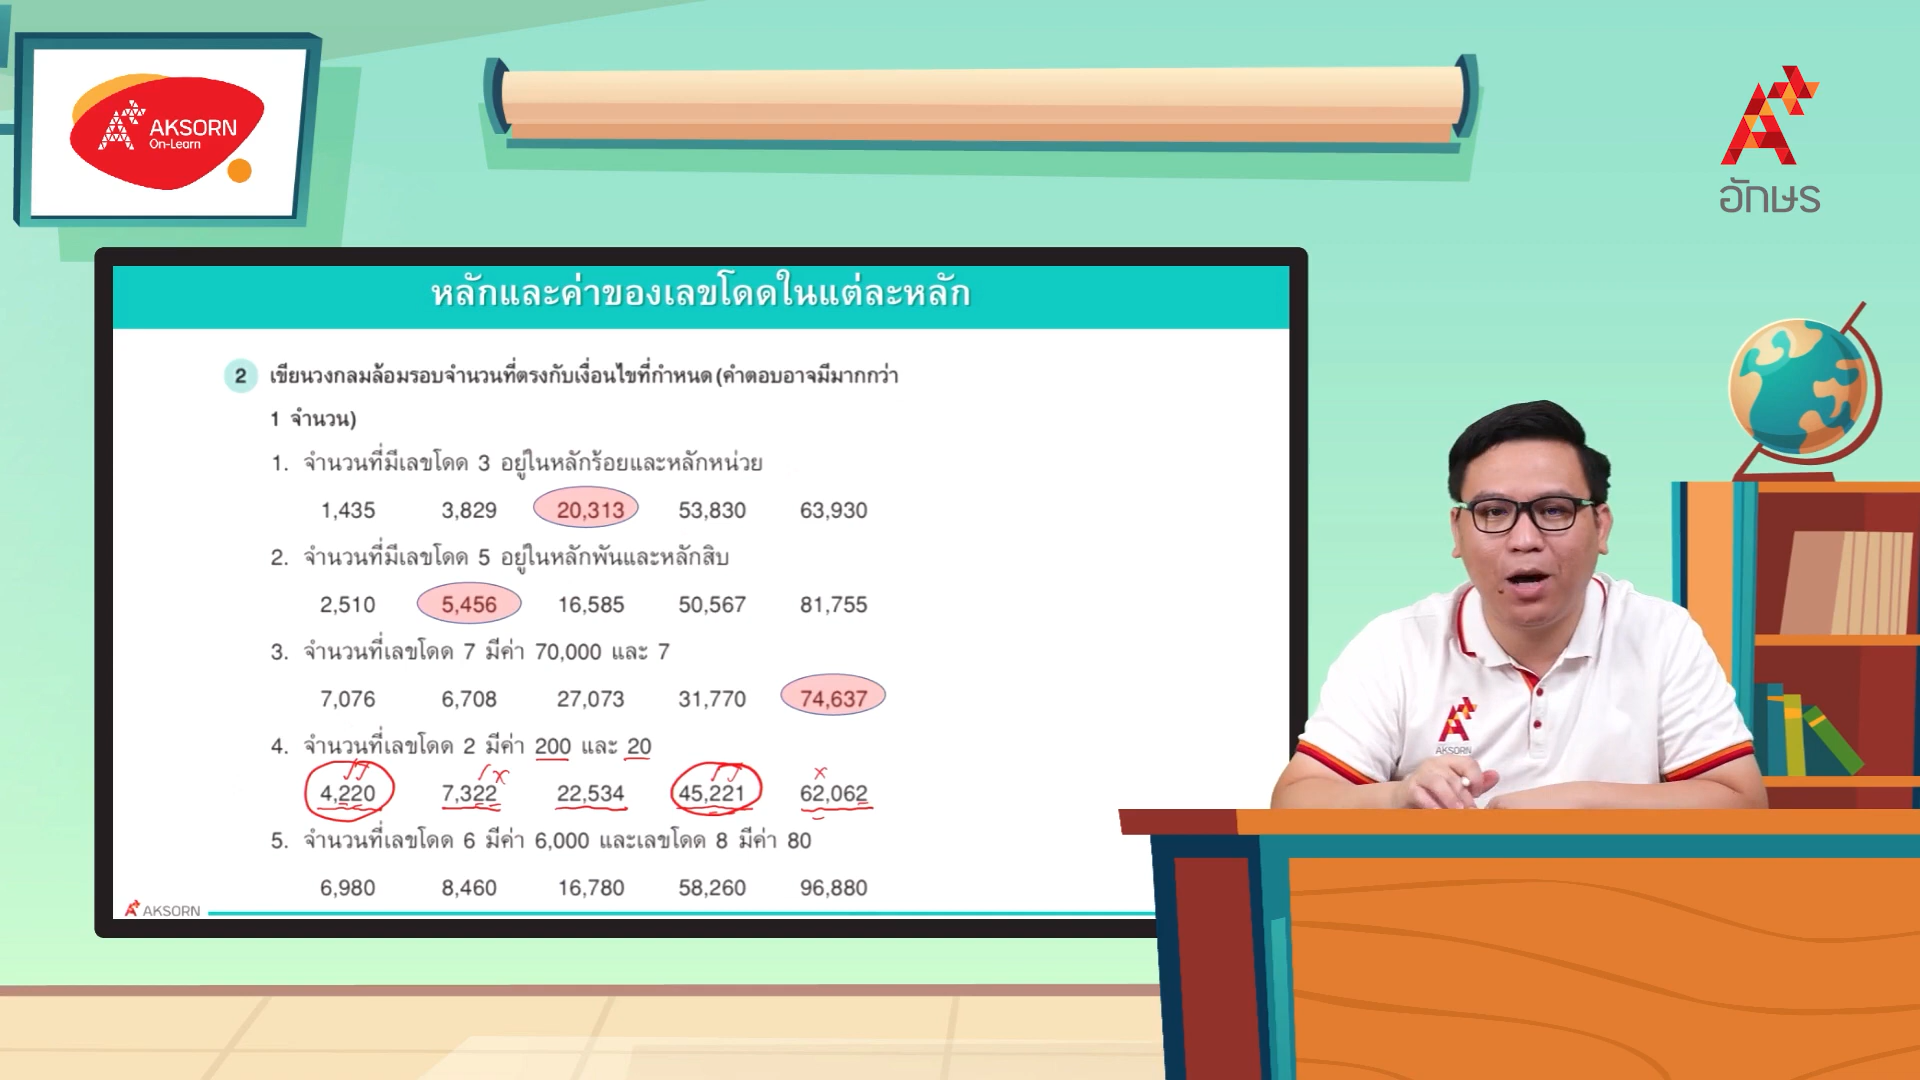 AKSORN
On-Learn
อักษร
หลักและค่าของเลขโดดในแต่ละหลัก
2 เขียนวงกลมล้อมรอบจำนวนที่ตรงกับเงื่อนไขที่กำหนด (คำตอบอาจมีมากกว่า
1 จำนวน)
1. จำนวนที่มีเลขโดด 3 อยู่ในหลักร้อยและหลักหน่วย
1,435 3,829 20,313 53,830 63,930
2. จำนวนที่มีเลขโดด 5 อยู่ในหลักพันและหลักสิบ
2,510 5,456 16,585 50,567 81,755
3. จำนวนที่เลขโดด 7 มีค่า 70,000 และ 7
7,076 6,708 27,073 31,770 74,637
4. จำนวนที่เลขโดด 2 มีค่า 200 และ 20
4,220 7,322 22,534 45,221 62,062
5. จำนวนที่เลขโดด 6 มีค่า 6,000 และเลขโดด 8 มีค่า 80
6,980 8,460 16,780 58,260 96,880
AKSORN
AKSORN